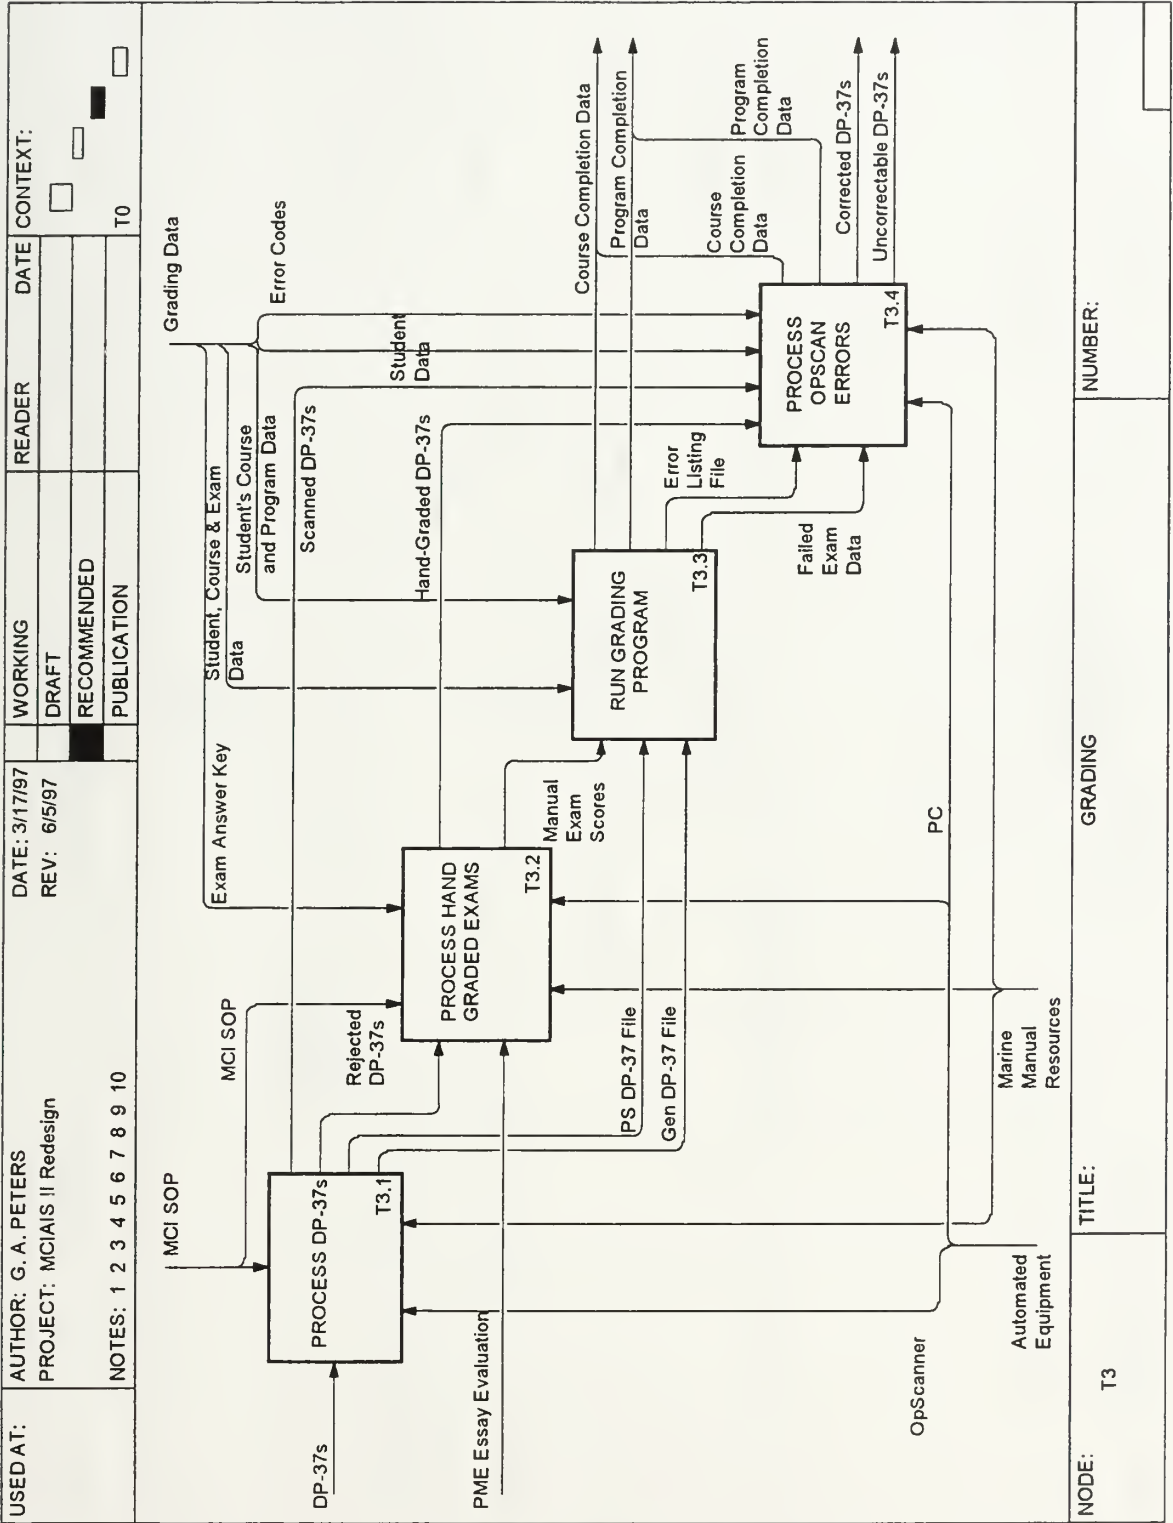 USED AT:
AUTHOR: G. A. PETERS
PROJECT: MCIAIS II Redesign
NOTES: 1 2 3 4 5 6 7 8 9 10
DATE: 3/17/97
REV: 6/5/97
WORKING
DRAFT
RECOMMENDED
PUBLICATION
READER
DATE
CONTEXT:
T0
MCI SOP
MCI SOP
Grading Data
Exam Answer Key
Student, Course & Exam
Data
Student's Course
and Program Data
Error Codes
Student
Data
Scanned DP-37s
Hand-Graded DP-37s
DP-37s
PROCESS DP-37s
T3.1
Rejected
DP-37s
PME Essay Evaluation
PROCESS HAND
GRADED EXAMS
T3.2
Manual
Exam
Scores
PS DP-37 File
Gen DP-37 File
RUN GRADING
PROGRAM
T3.3
Error
Listing
File
Failed
Exam
Data
PROCESS
OPSCAN
ERRORS
T3.4
Course Completion Data
Program Completion
Data
Course
Completion
Data
Program
Completion
Data
Corrected DP-37s
Uncorrectable DP-37s
OpScanner
Automated
Equipment
PC
Marine
Manual
Resources
NODE:
T3
TITLE:
GRADING
NUMBER: